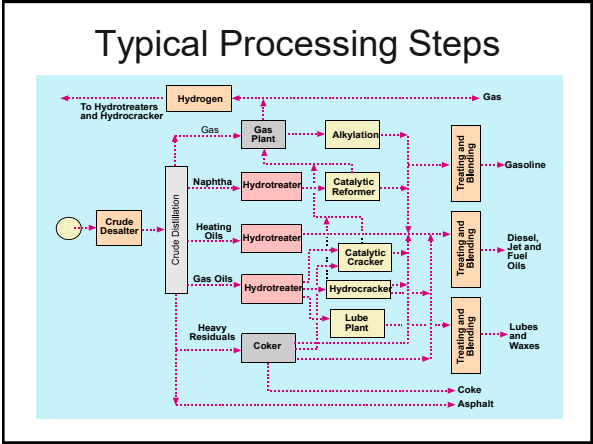 Typical Processing Steps
Hydrogen
Gas
To Hydrotreaters
and Hydrocracker
Gas
Gas
Plant
Alkylation
Treating and
Blending
Gasoline
Naphtha
Hydrotreater
Catalytic
Reformer
Crude
Desalter
Crude Distillation
Heating
Oils
Hydrotreater
Catalytic
Cracker
Treating and
Blending
Diesel,
Jet and
Fuel
Oils
Gas Oils
Hydrotreater
Hydrocracker
Lube
Plant
Treating and
Blending
Lubes
and
Waxes
Heavy
Residuals
Coker
Coke
Asphalt